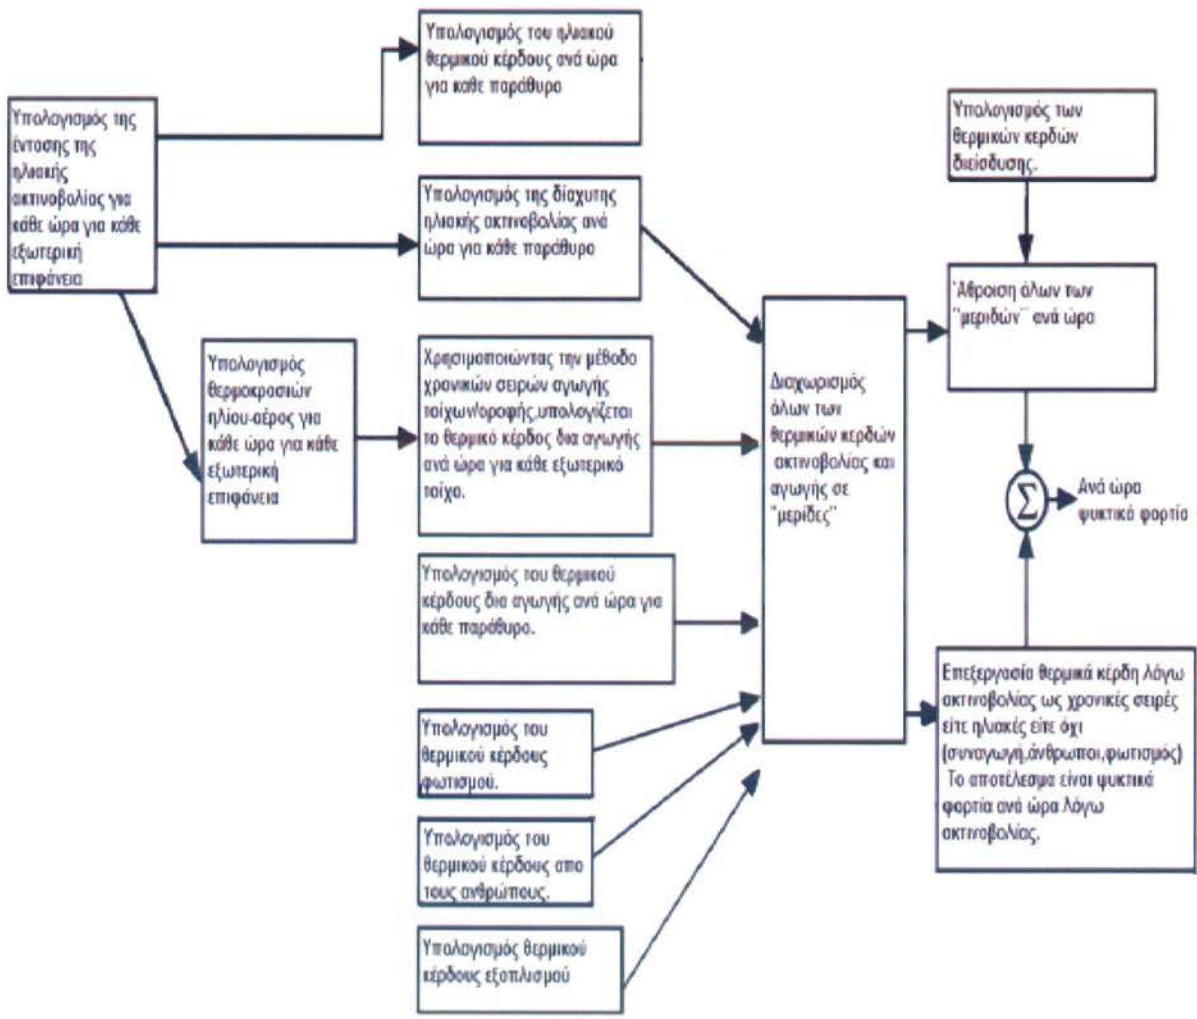 Υπολογισμός της
έντασης της
ηλιακής
ακτινοβολίας για
κάθε ώρα για κάθε
εξωτερική
επιφάνεια
Υπολογισμός του ηλιακού
θερμικού κέρδους ανά ώρα
για καθε παράθυρο
Υπολογισμός της δίαχυτης
ηλιακής ακτινοβολίας ανά
ώρα για κάθε παράθυρο
Υπολογισμός
θερμοκρασιών
ηλίου-αέρος για
κάθε ώρα για κάθε
εξωτερική
επιφάνεια
Χρησιμοποιώντας την μέθοδο
χρονικών σειρών αγωγής
τοίχων/οροφής,υπολογίζεται
το θερμικό κέρδος δια αγωγής
ανά ώρα για κάθε εξωτερικό
τοίχο.
Υπολογισμός του θερμικού
κέρδους δια αγωγής ανά ώρα για
κάθε παράθυρο.
Υπολογισμός του
θερμικού κέρδους
φωτισμού.
Υπολογισμός του
θερμικού κέρδους απο
τους ανθρώπους.
Υπολογισμός θερμικού
κέρδους εξοπλισμού
Διαχωρισμός
όλων των
θερμικών κερδών
ακτινοβολίας και
αγωγής σε
"μερίδες"
Υπολογισμός των
θερμικών κερδών
διείσδυσης.
Άθροιση όλων των
"μεριδών" ανά ώρα
Σ
Ανά ώρα
ψυκτικά φορτία
Επεξεργασία θερμικά κέρδη λόγω
ακτινοβολίας ως χρονικές σειρές
είτε ηλιακές είτε όχι
(συναγωγή,άνθρωποι,φωτισμός)
Το αποτέλεσμα είναι ψυκτικά
φορτία ανά ώρα λόγω
ακτινοβολίας.